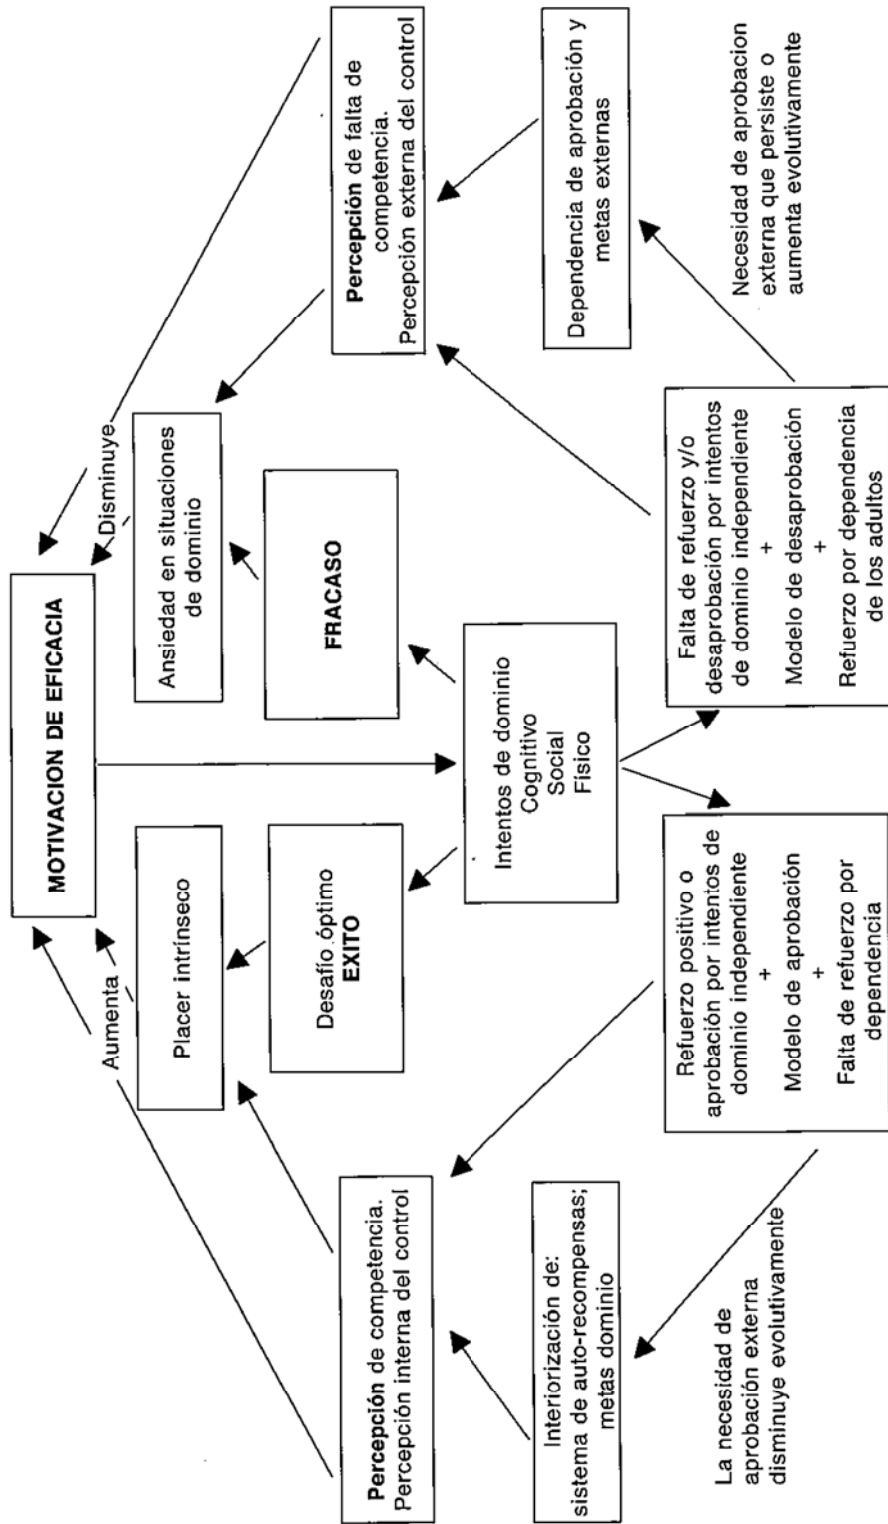 MOTIVACION DE EFICACIA
Aumenta
Disminuye
Placer intrínseco
Ansiedad en situaciones
de dominio
Desafío óptimo
EXITO
FRACASO
Percepción de competencia.
Percepción interna del control
Percepción de falta de
competencia.
Percepción externa del control
Intentos de dominio
Cognitivo
Social
Físico
Interiorización de:
sistema de auto-recompensas;
metas dominio
Dependencia de aprobación y
metas externas
La necesidad de
aprobación externa
disminuye evolutivamente
Refuerzo positivo o
aprobación por intentos de
dominio independiente
+
Modelo de aprobación
+
Falta de refuerzo por
dependencia
Falta de refuerzo y/o
desaprobación por intentos
de dominio independiente
+
Modelo de desaprobación
+
Refuerzo por dependencia
de los adultos
Necesidad de aprobacion
externa que persiste o
aumenta evolutivamente